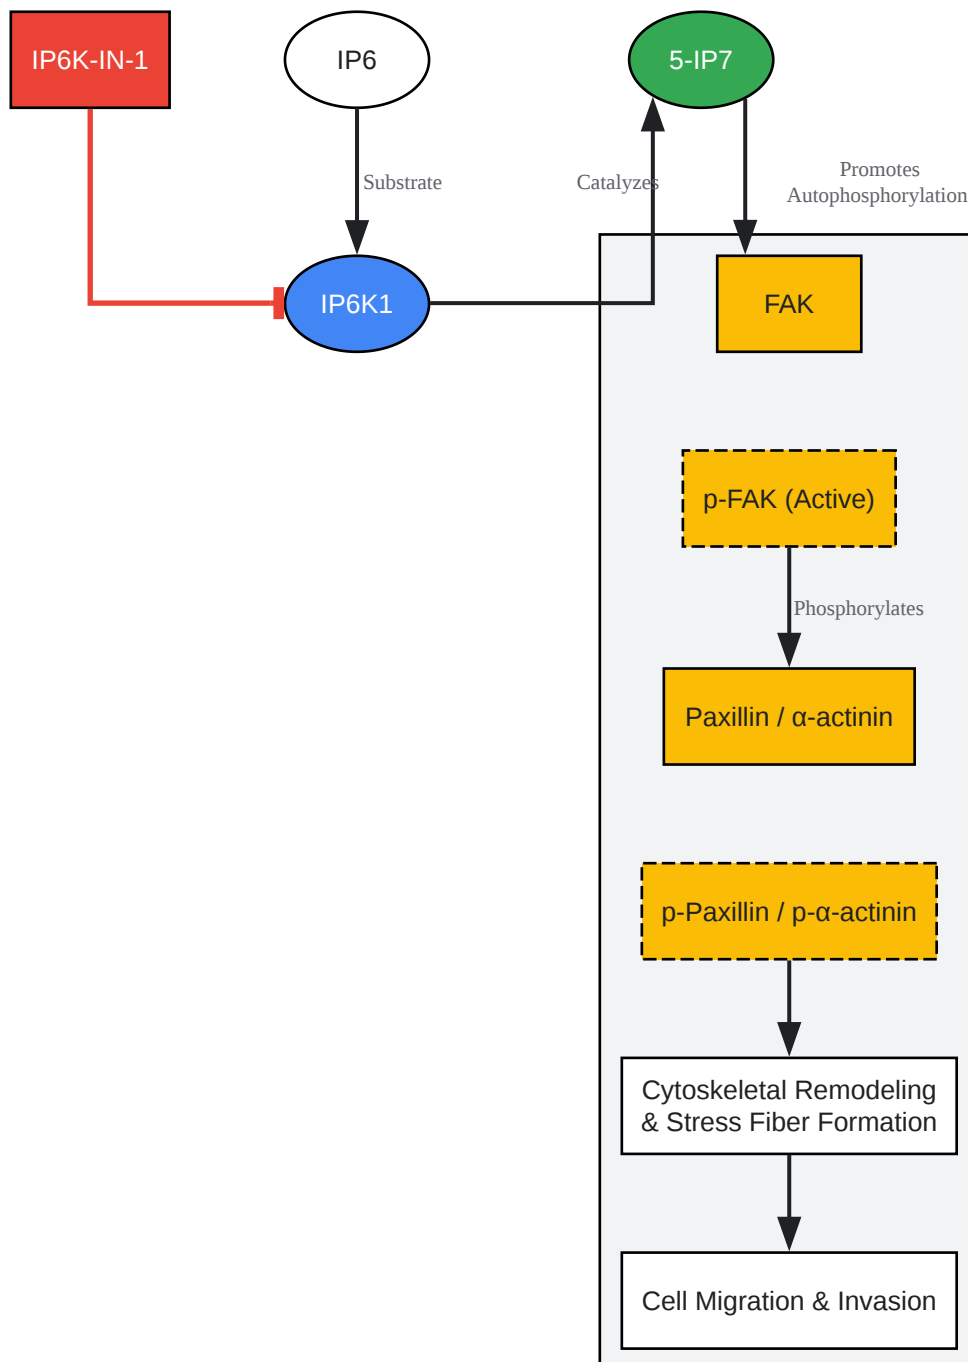 IP6K-IN-1
IP6
5-IP7
Substrate
Catalyzes
Promotes
Autophosphorylation
IP6K1
FAK
p-FAK (Active)
Phosphorylates
Paxillin / α-actinin
p-Paxillin / p-α-actinin
Cytoskeletal Remodeling
& Stress Fiber Formation
Cell Migration & Invasion